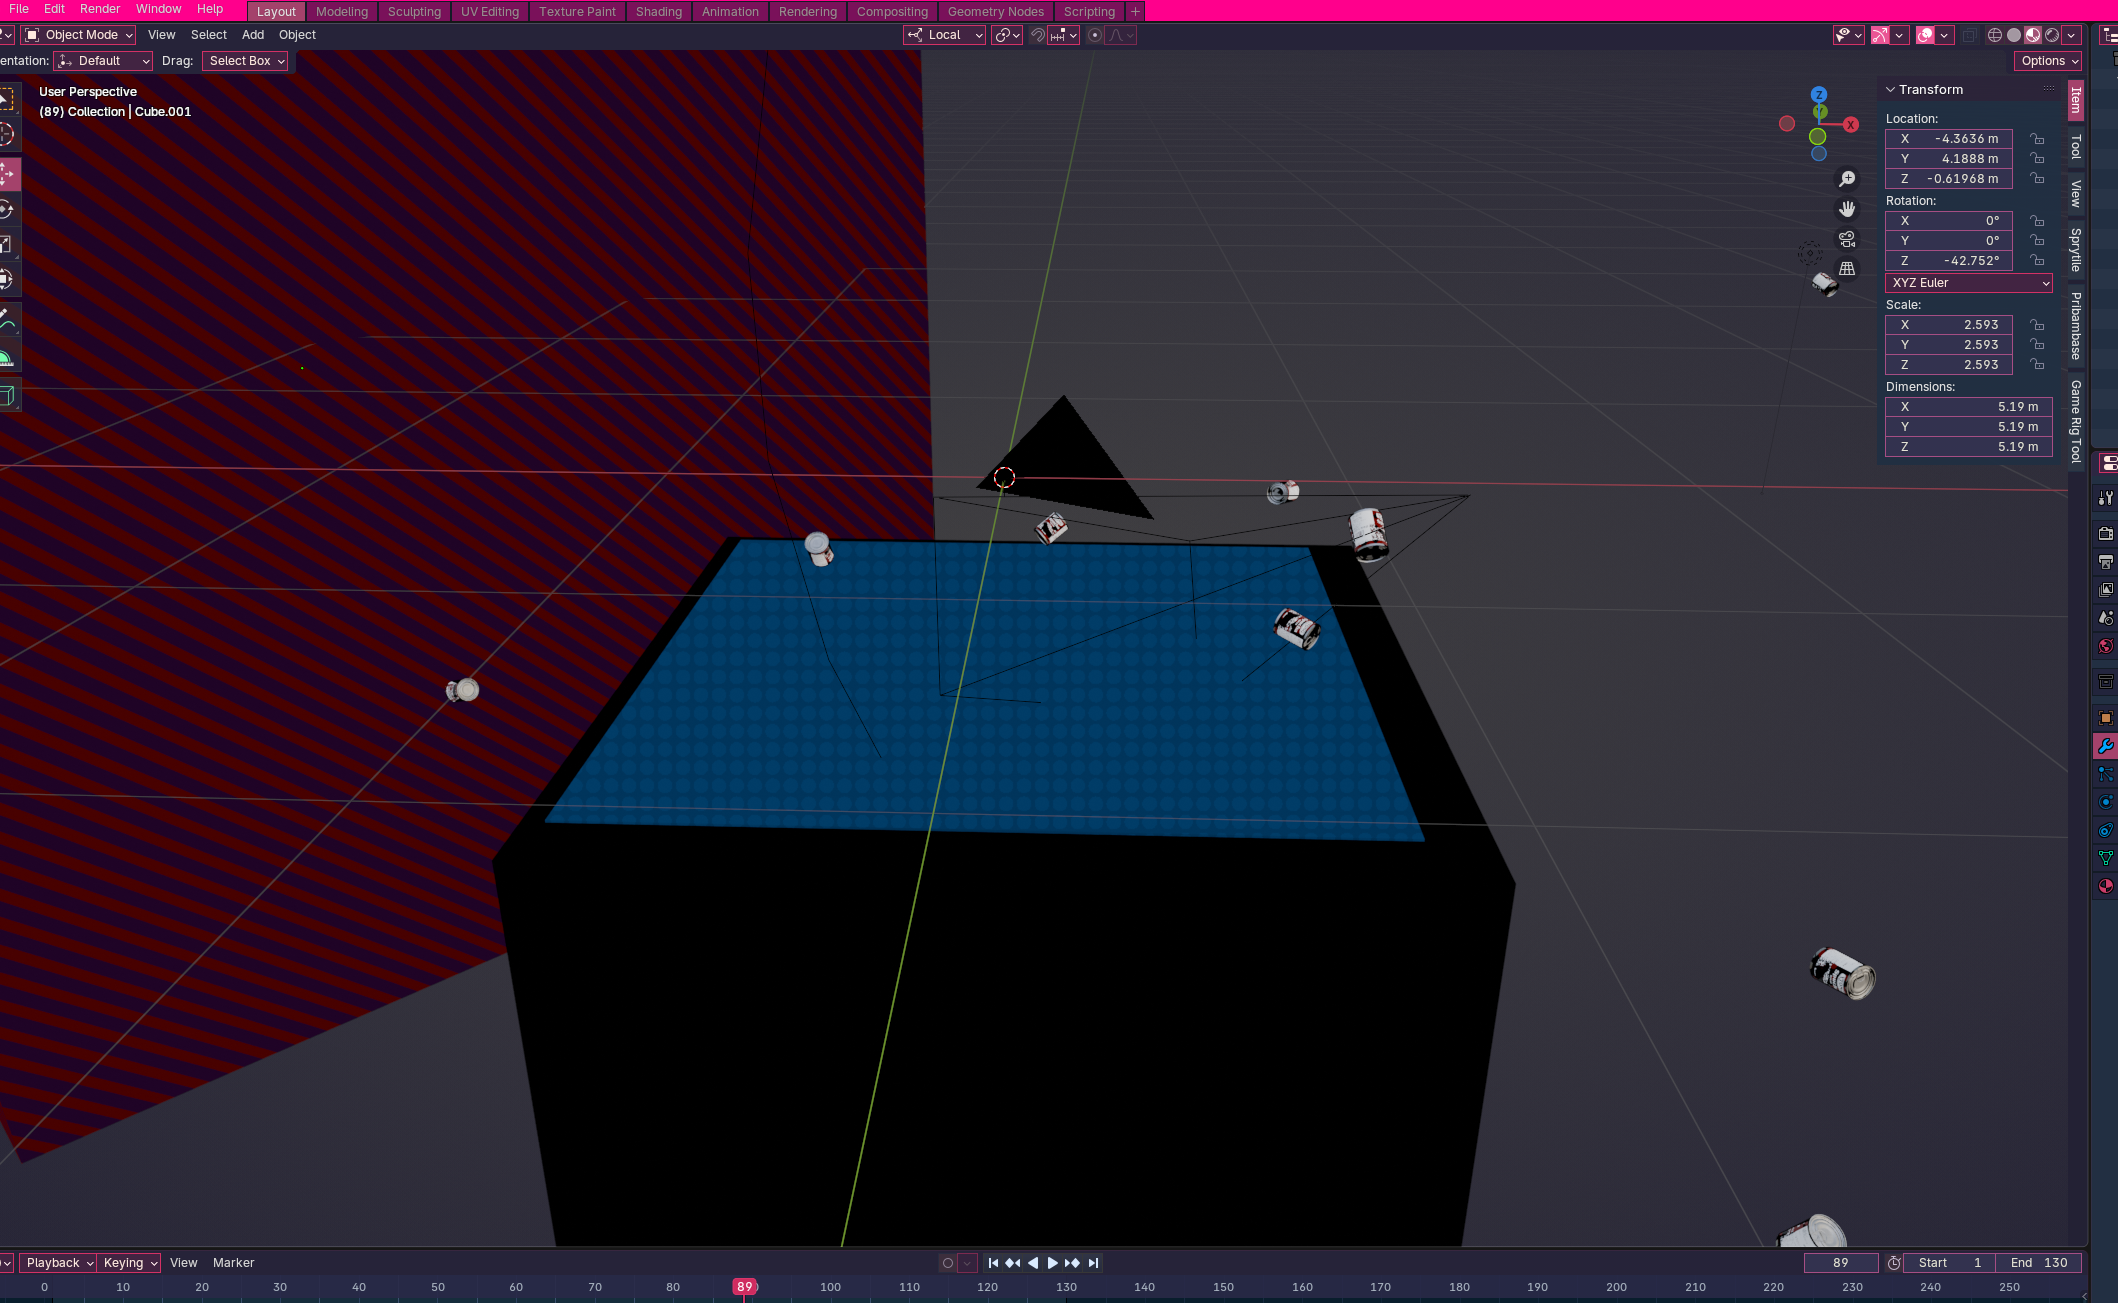 File Edit Render Window Help Layout Modeling Sculpting UV Editing Texture Paint Shading Animation Rendering Compositing Geometry Nodes Scripting +
Object Mode View Select Add Object Local
entation: Default Drag: Select Box Options
User Perspective
(89) Collection | Cube.001
Z
Y
X
Transform
Location:
X -4.3636 m
Y 4.1888 m
Z -0.61968 m
Rotation:
X 0°
Y 0°
Z -42.752°
XYZ Euler
Scale:
X 2.593
Y 2.593
Z 2.593
Dimensions:
X 5.19 m
Y 5.19 m
Z 5.19 m
Item
Tool
View
Sprytile
Pribambase
Game Rig Tool
Playback Keying View Marker 89 Start 1 End 130
0 10 20 30 40 50 60 70 80 89 100 110 120 130 140 150 160 170 180 190 200 210 220 230 240 250